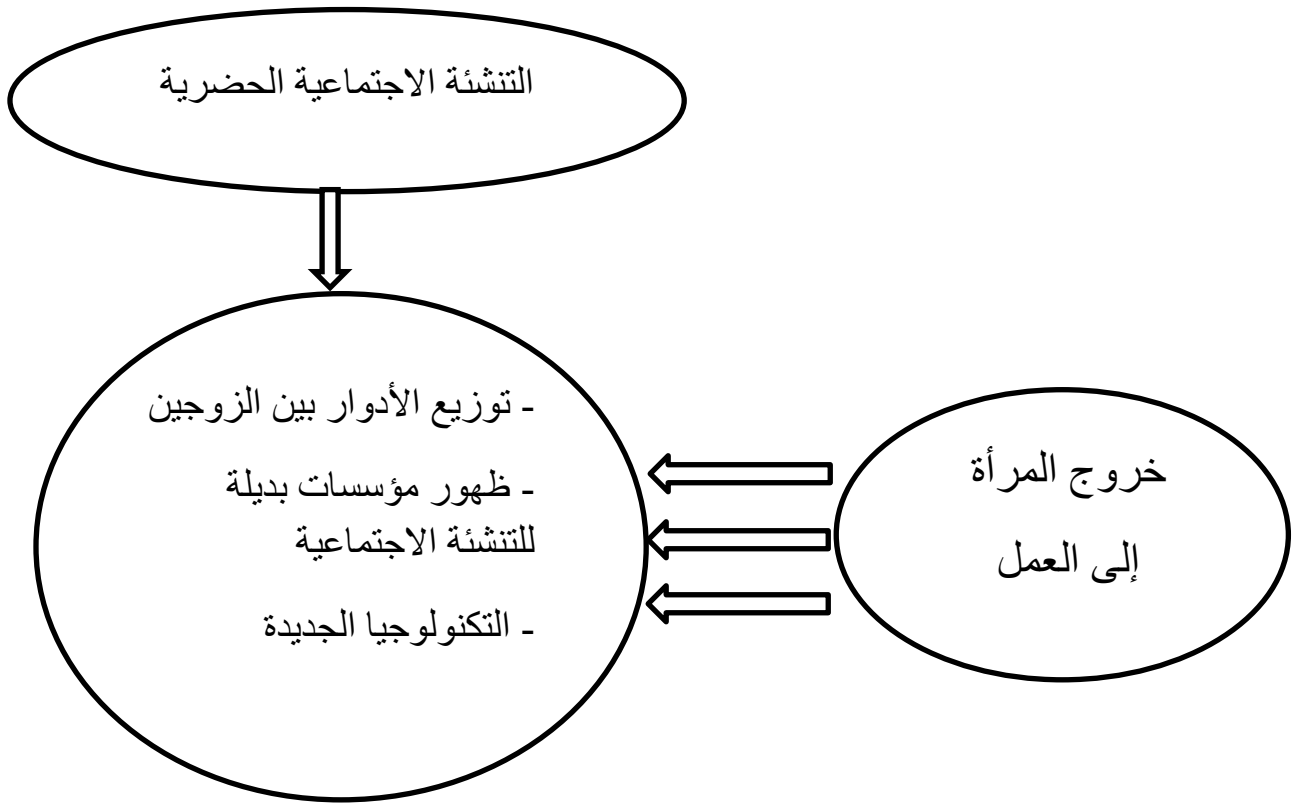 التنشئة الاجتماعية الحضرية
- توزيع الأدوار بين الزوجين
- ظهور مؤسسات بديلة
للتنشئة الاجتماعية
- التكنولوجيا الجديدة
خروج المرأة
إلى العمل